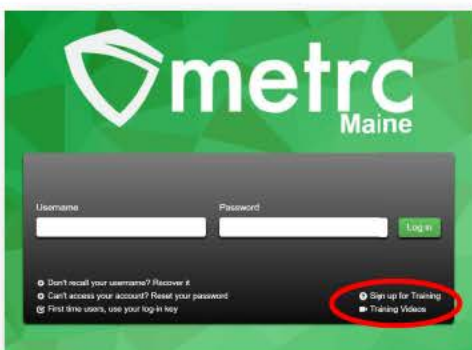 metrc
Maine
Username
Password
Log in
Don't recall your username? Recover it
Can't access your account? Reset your password
First time users, use your log-in key
Sign up for Training
Training Videos